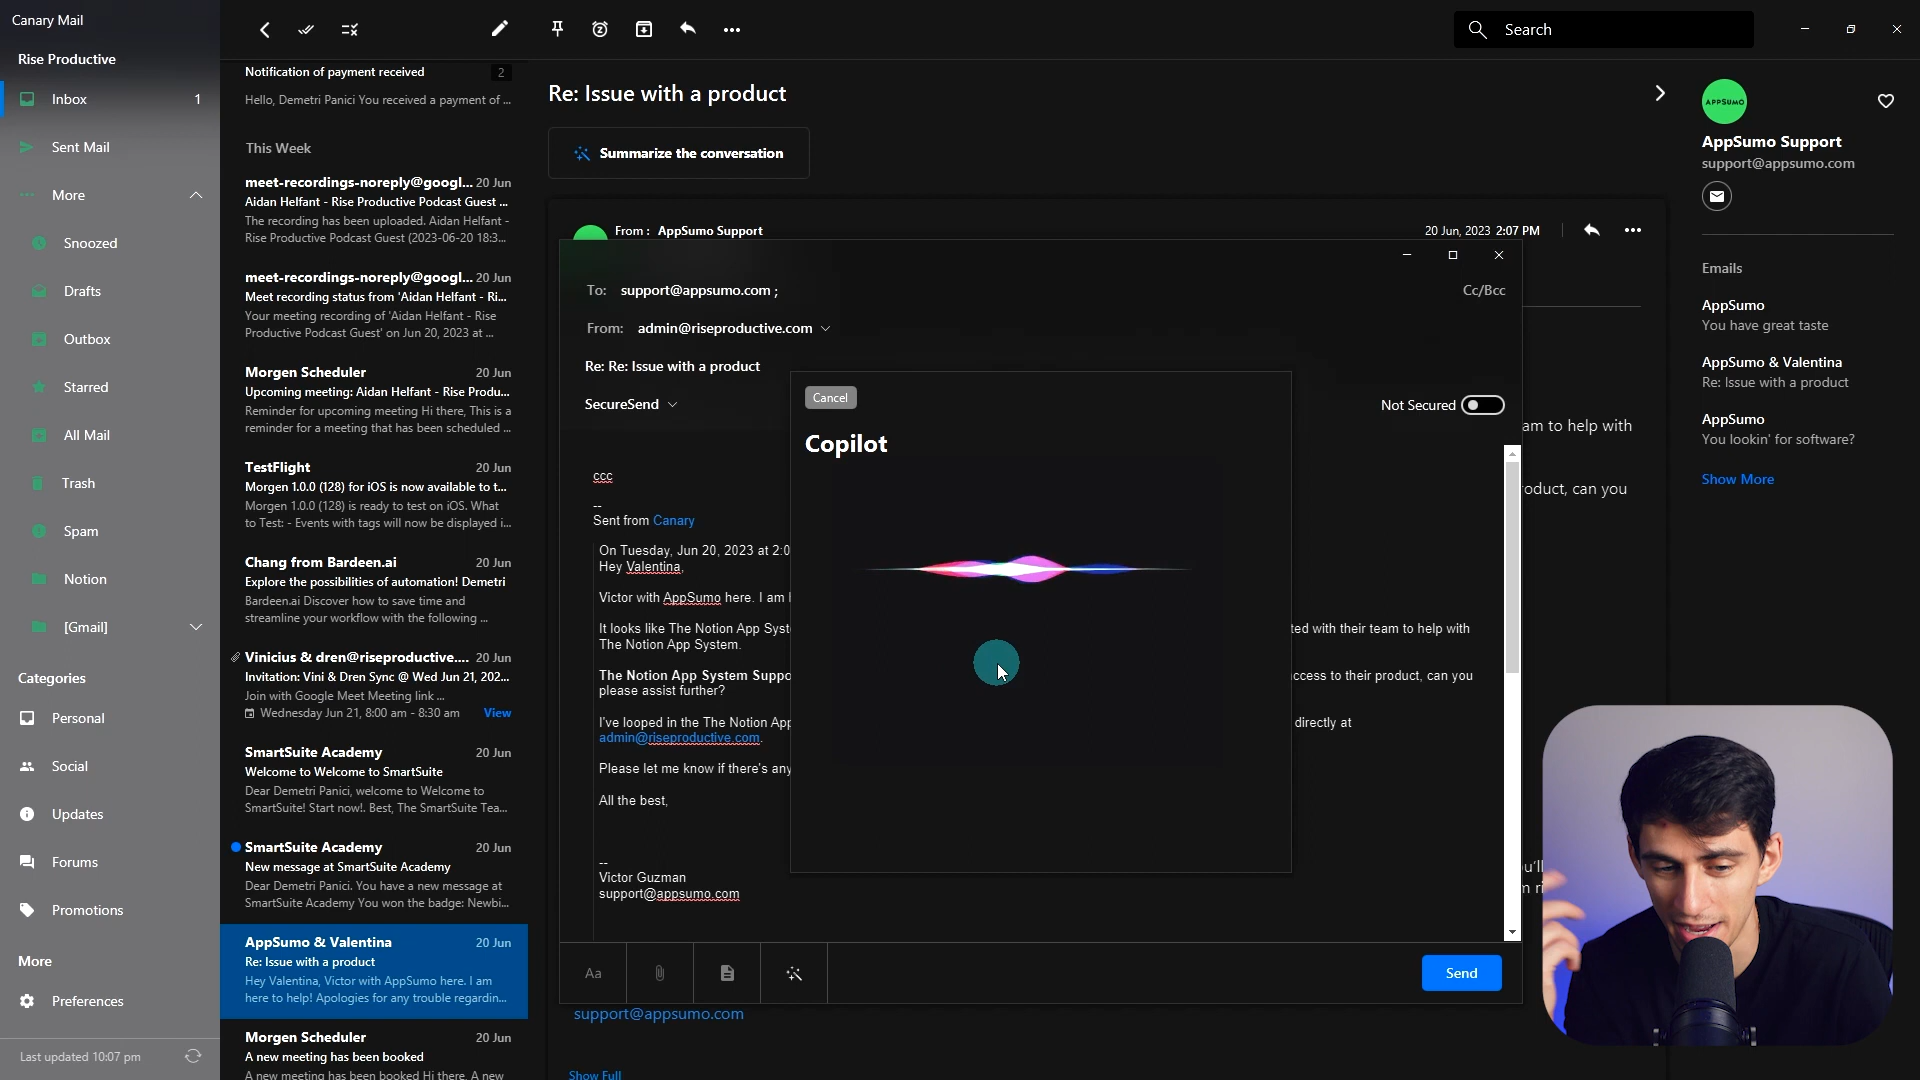 Canary Mail
Rise Productive
Inbox 1
Sent Mail
More
Snoozed
Drafts
Outbox
Starred
All Mail
Trash
Spam
Notion
[Gmail]
Categories
Personal
Social
Updates
Forums
Promotions
More
Preferences
Last updated 10:07 pm
Notification of payment received 2
Hello, Demetri Panici You received a payment of ...
This Week
meet-recordings-noreply@googl... 20 Jun
Aidan Helfant - Rise Productive Podcast Guest ...
The recording has been uploaded. Aidan Helfant -
Rise Productive Podcast Guest (2023-06-20 18:3...
meet-recordings-noreply@googl... 20 Jun
Meet recording status from 'Aidan Helfant - Ri...
Your meeting recording of 'Aidan Helfant - Rise
Productive Podcast Guest' on Jun 20, 2023 at ...
Morgen Scheduler 20 Jun
Upcoming meeting: Aidan Helfant - Rise Produ...
Reminder for upcoming meeting Hi there, This is a
reminder for a meeting that has been scheduled ...
TestFlight 20 Jun
Morgen 1.0.0 (128) for iOS is now available to t...
Morgen 1.0.0 (128) is ready to test on iOS. What
to Test: - Events with tags will now be displayed i...
Chang from Bardeen.ai 20 Jun
Explore the possibilities of automation! Demetri
Bardeen.ai Discover how to save time and
streamline your workflow with the following ...
Vinicius & dren@riseproductive.... 20 Jun
Invitation: Vini & Dren Sync @ Wed Jun 21, 202...
Join with Google Meet Meeting link ...
Wednesday Jun 21, 8:00 am - 8:30 am View
SmartSuite Academy 20 Jun
Welcome to Welcome to SmartSuite
Dear Demetri Panici, welcome to Welcome to
SmartSuite! Start now!. Best, The SmartSuite Tea...
SmartSuite Academy 20 Jun
New message at SmartSuite Academy
Dear Demetri Panici. You have a new message at
SmartSuite Academy You won the badge: Newbi...
AppSumo & Valentina 20 Jun
Re: Issue with a product
Hey Valentina, Victor with AppSumo here. I am
here to help! Apologies for any trouble regardin...
Morgen Scheduler 20 Jun
A new meeting has been booked
A new meeting has been booked Hi there, A new
Search
Re: Issue with a product
Summarize the conversation
From : AppSumo Support 20 Jun, 2023 2:07 PM
To: support@appsumo.com ; Cc/Bcc
From: admin@riseproductive.com
Re: Re: Issue with a product
SecureSend Not Secured
Cancel
Copilot
ccc
--
Sent from Canary
On Tuesday, Jun 20, 2023 at 2:0
Hey Valentina,
Victor with AppSumo here. I am
It looks like The Notion App Syst ted with their team to help with
The Notion App System.
The Notion App System Suppo ccess to their product, can you
please assist further?
I've looped in the The Notion App directly at
admin@riseproductive.com.
Please let me know if there's any
All the best,
--
Victor Guzman
support@appsumo.com
Aa Send
am to help with
roduct, can you
u'll
support@appsumo.com
Show Full
APPSUMO
AppSumo Support
support@appsumo.com
Emails
AppSumo
You have great taste
AppSumo & Valentina
Re: Issue with a product
AppSumo
You lookin' for software?
Show More